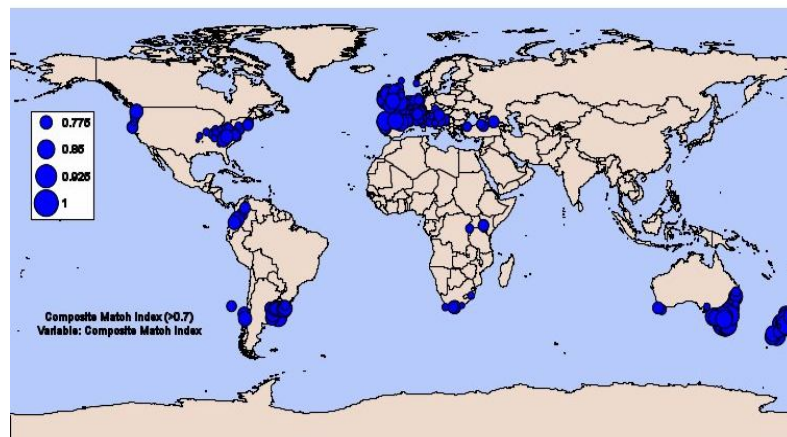 0.775
0.85
0.925
1
Composite Match Index (>0.7)
Variable: Composite Match Index